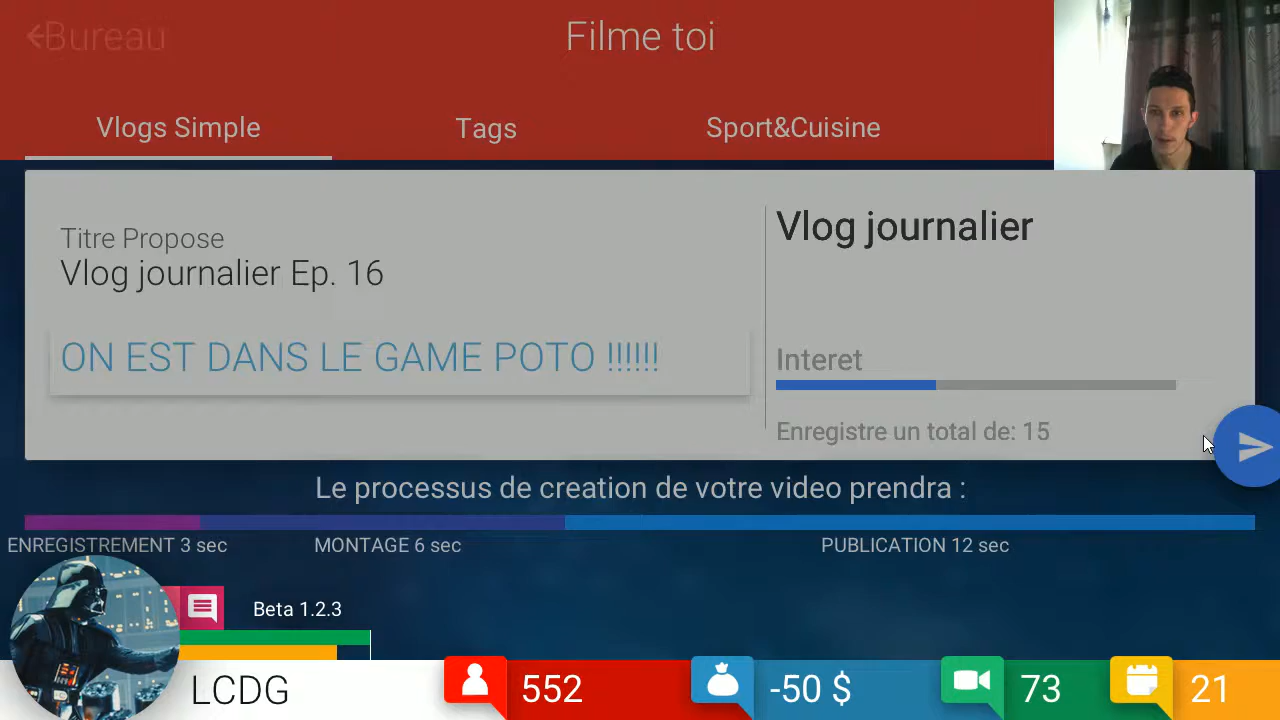 Bureau
Filme toi
Vlogs Simple
Tags
Sport&Cuisine
Titre Propose
Vlog journalier Ep. 16
ON EST DANS LE GAME POTO !!!!!!
Vlog journalier
Interet
Enregistre un total de: 15
Le processus de creation de votre video prendra :
ENREGISTREMENT 3 sec
MONTAGE 6 sec
PUBLICATION 12 sec
Beta 1.2.3
LCDG
552
-50 $
73
21